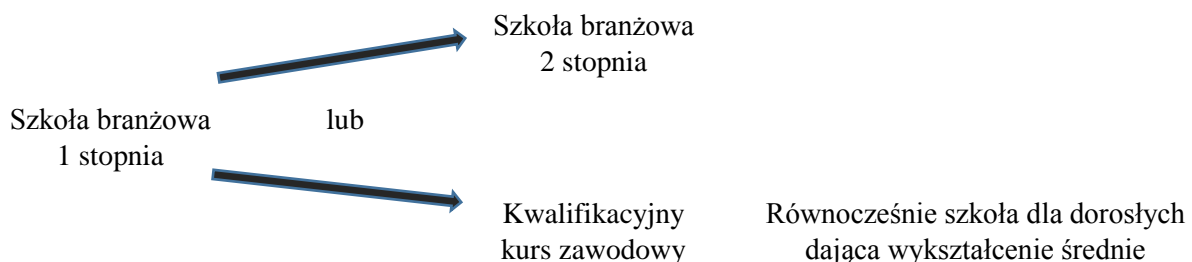 Szkoła branżowa
2 stopnia
Szkoła branżowa
1 stopnia
lub
Kwalifikacyjny
kurs zawodowy
Równocześnie szkoła dla dorosłych
dająca wykształcenie średnie